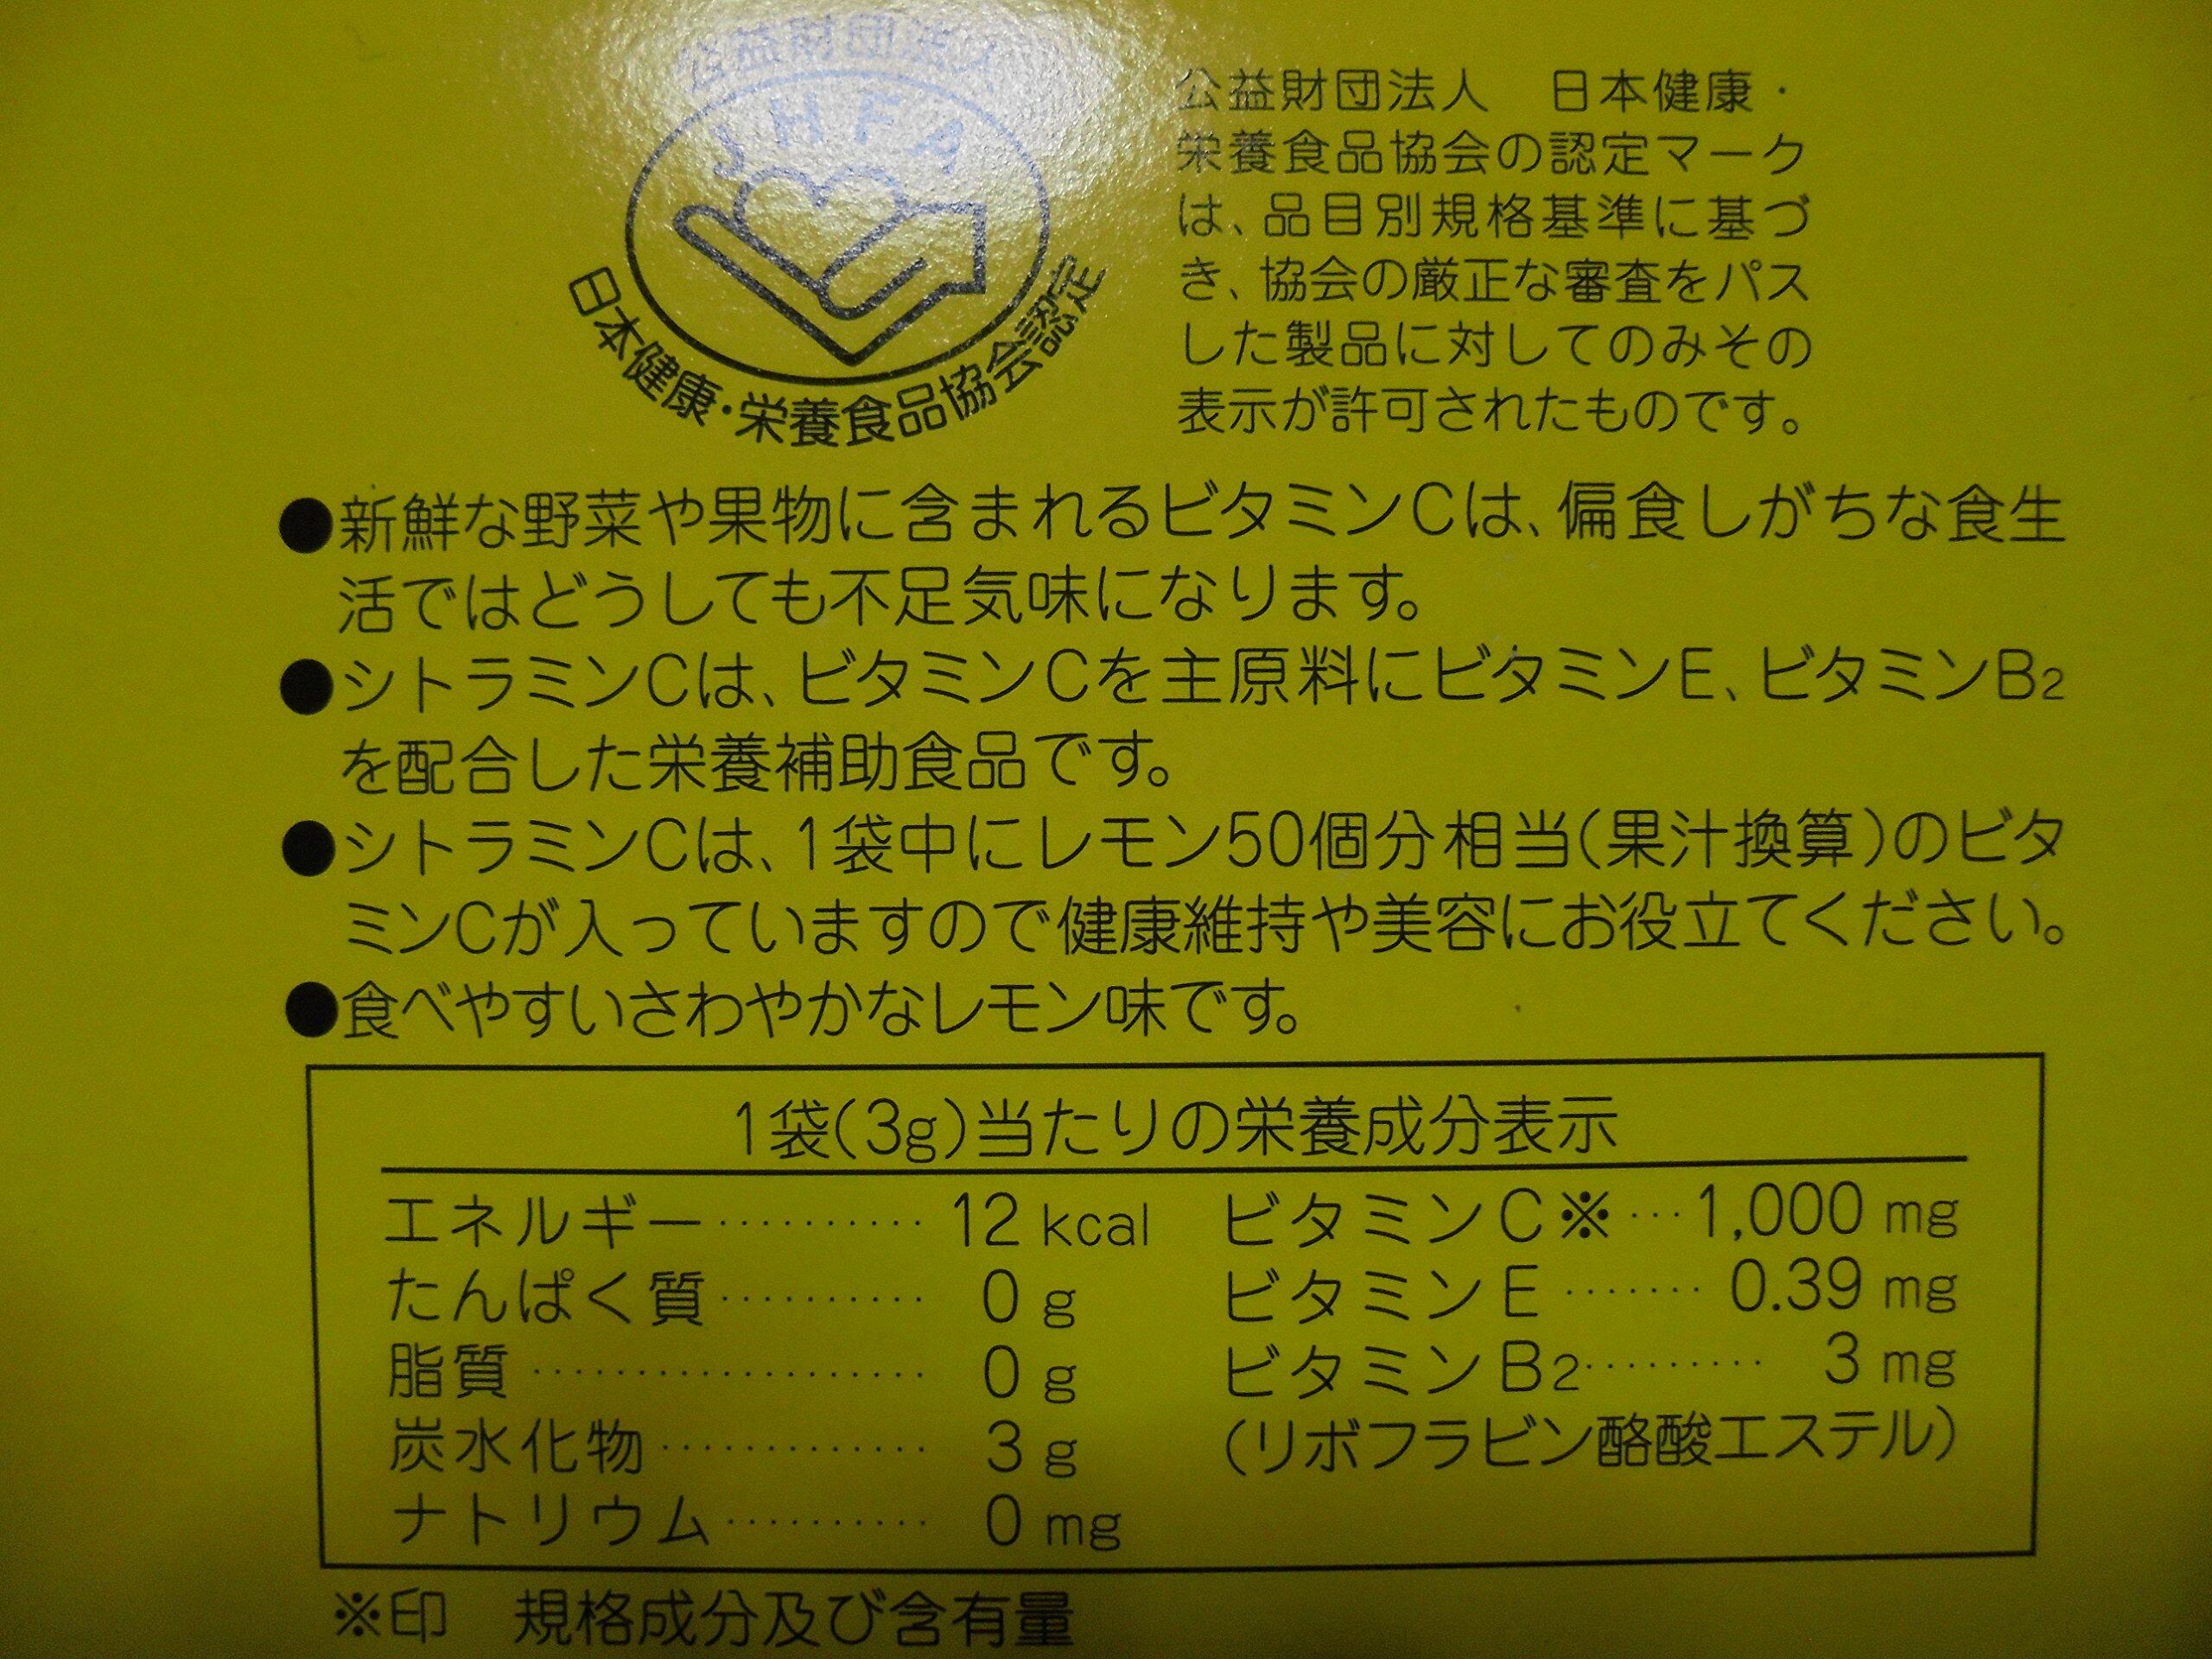 公益財団法人
JHFA
日本健康・栄養食品協会認定
公益財団法人　日本健康・
栄養食品協会の認定マーク
は、品目別規格基準に基づ
き、協会の厳正な審査をパス
した製品に対してのみその
表示が許可されたものです。
●新鮮な野菜や果物に含まれるビタミンCは、偏食しがちな食生
活ではどうしても不足気味になります。
●シトラミンCは、ビタミンCを主原料にビタミンE、ビタミンB2
を配合した栄養補助食品です。
●シトラミンCは、1袋中にレモン50個分相当(果汁換算)のビタ
ミンCが入っていますので健康維持や美容にお役立てください。
●食べやすいさわやかなレモン味です。
1袋(3g)当たりの栄養成分表示
エネルギー‥‥‥‥‥ 12 kcal
たんぱく質‥‥‥‥‥ 0 g
脂質‥‥‥‥‥‥‥‥‥ 0 g
炭水化物‥‥‥‥‥‥ 3 g
ナトリウム‥‥‥‥‥ 0 mg
ビタミンC※‥‥1,000 mg
ビタミンE‥‥‥ 0.39 mg
ビタミンB2‥‥‥‥ 3 mg
(リボフラビン酪酸エステル)
※印　規格成分及び含有量